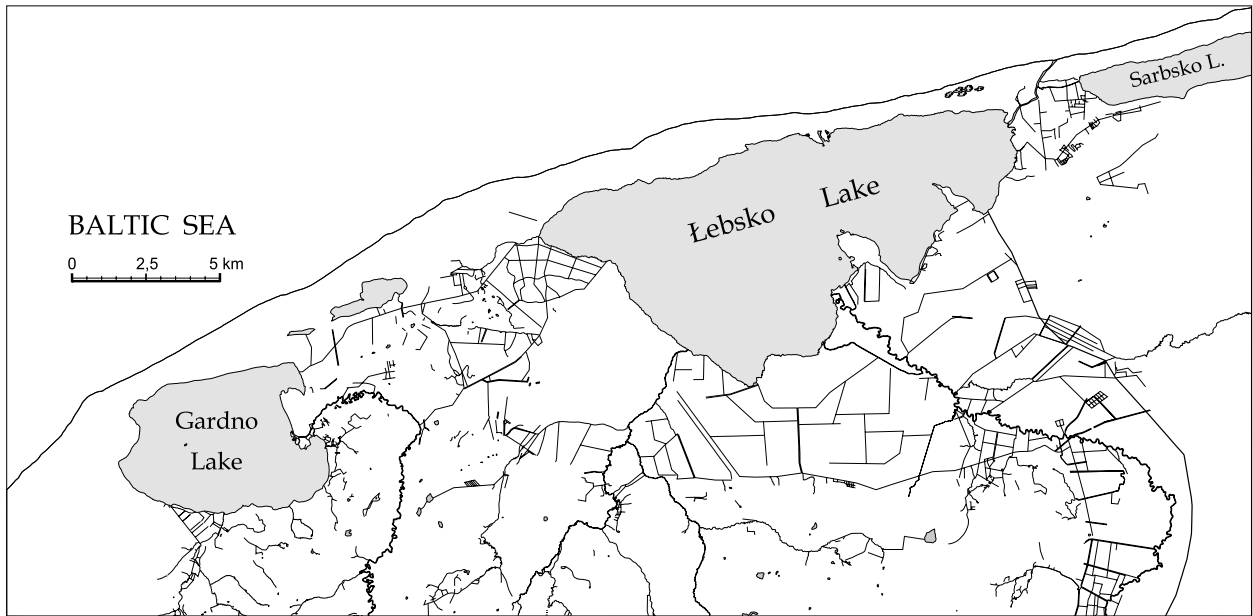 Sarbsko L.
Łebsko Lake
BALTIC SEA
0 2,5 5 km
Gardno
Lake